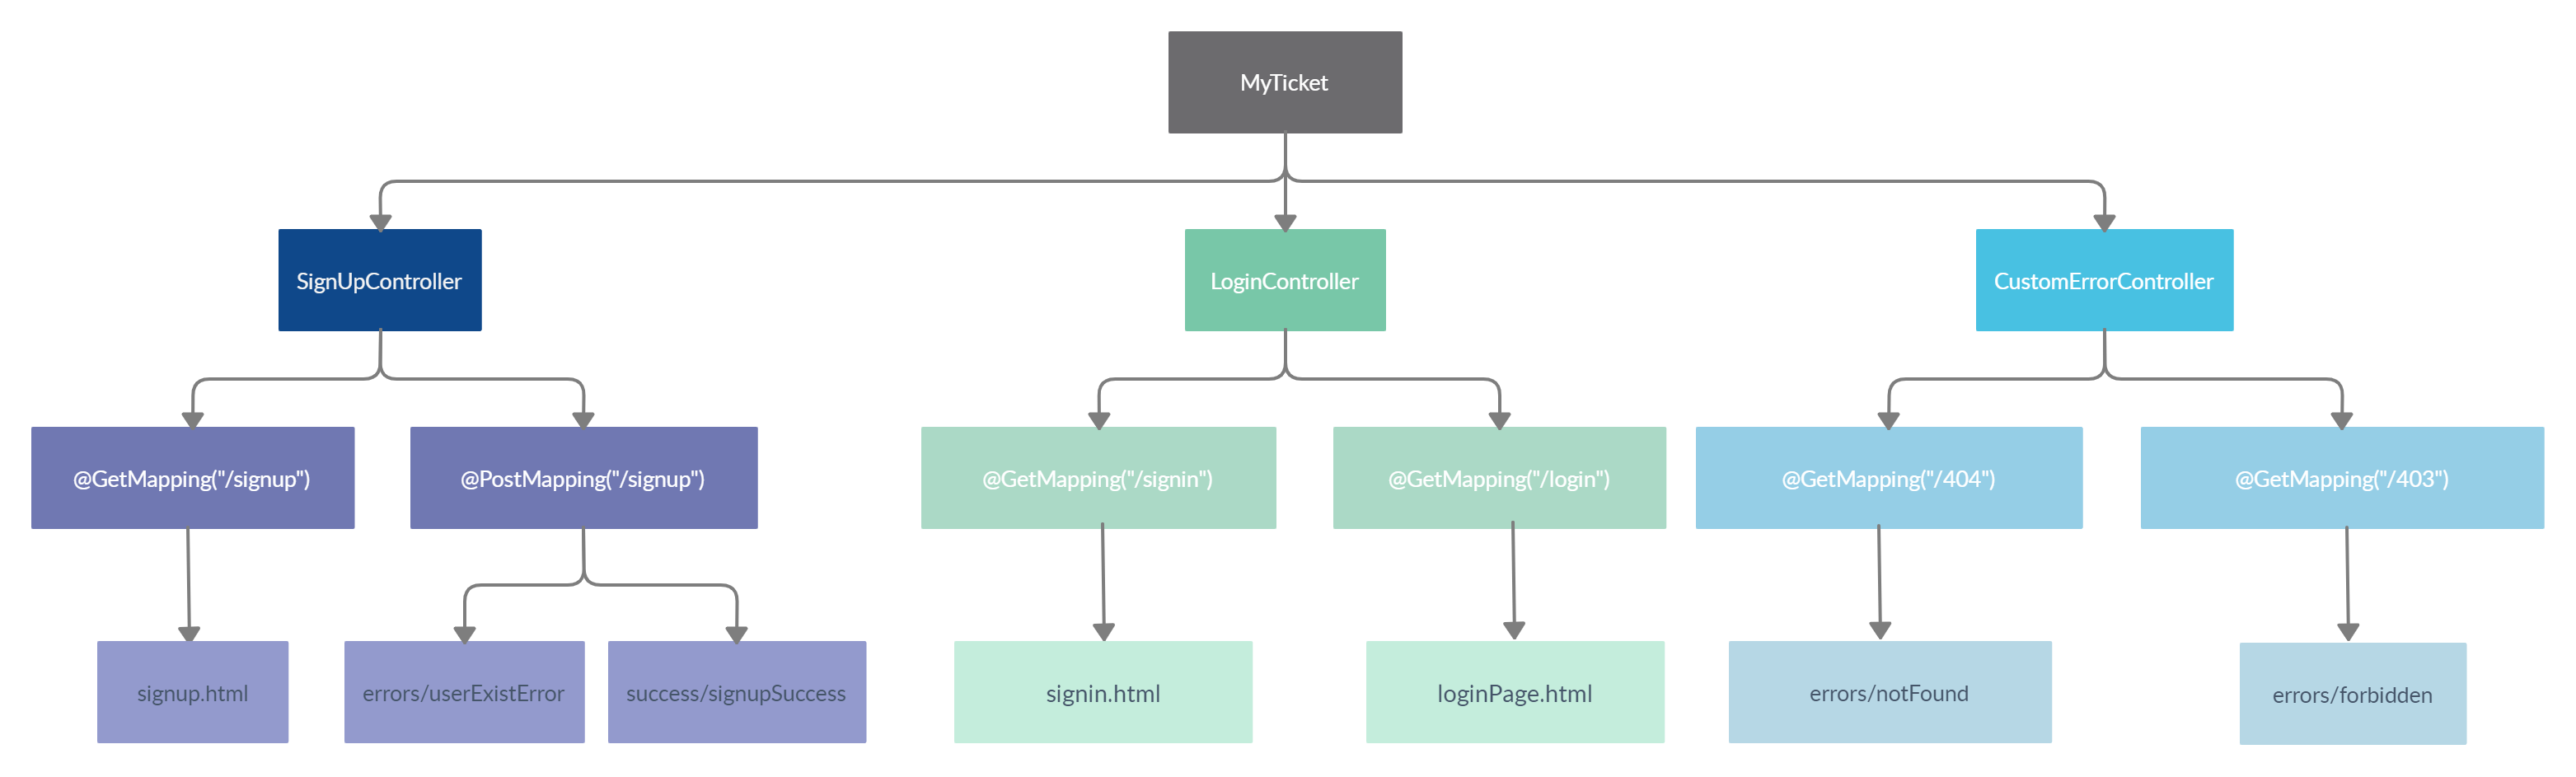 MyTicket
SignUpController
LoginController
CustomErrorController
@GetMapping("/signup")
@PostMapping("/signup")
@GetMapping("/signin")
@GetMapping("/login")
@GetMapping("/404")
@GetMapping("/403")
signup.html
errors/userExistError
success/signupSuccess
signin.html
loginPage.html
errors/notFound
errors/forbidden